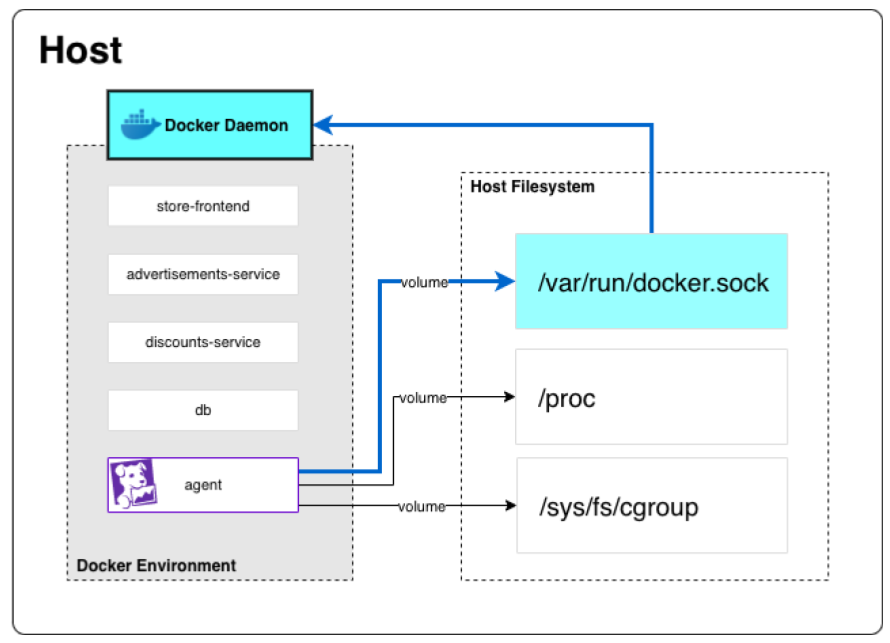 Host
Docker Daemon
store-frontend
advertisements-service
discounts-service
db
agent
Docker Environment
Host Filesystem
volume
/var/run/docker.sock
volume
/proc
volume
/sys/fs/cgroup